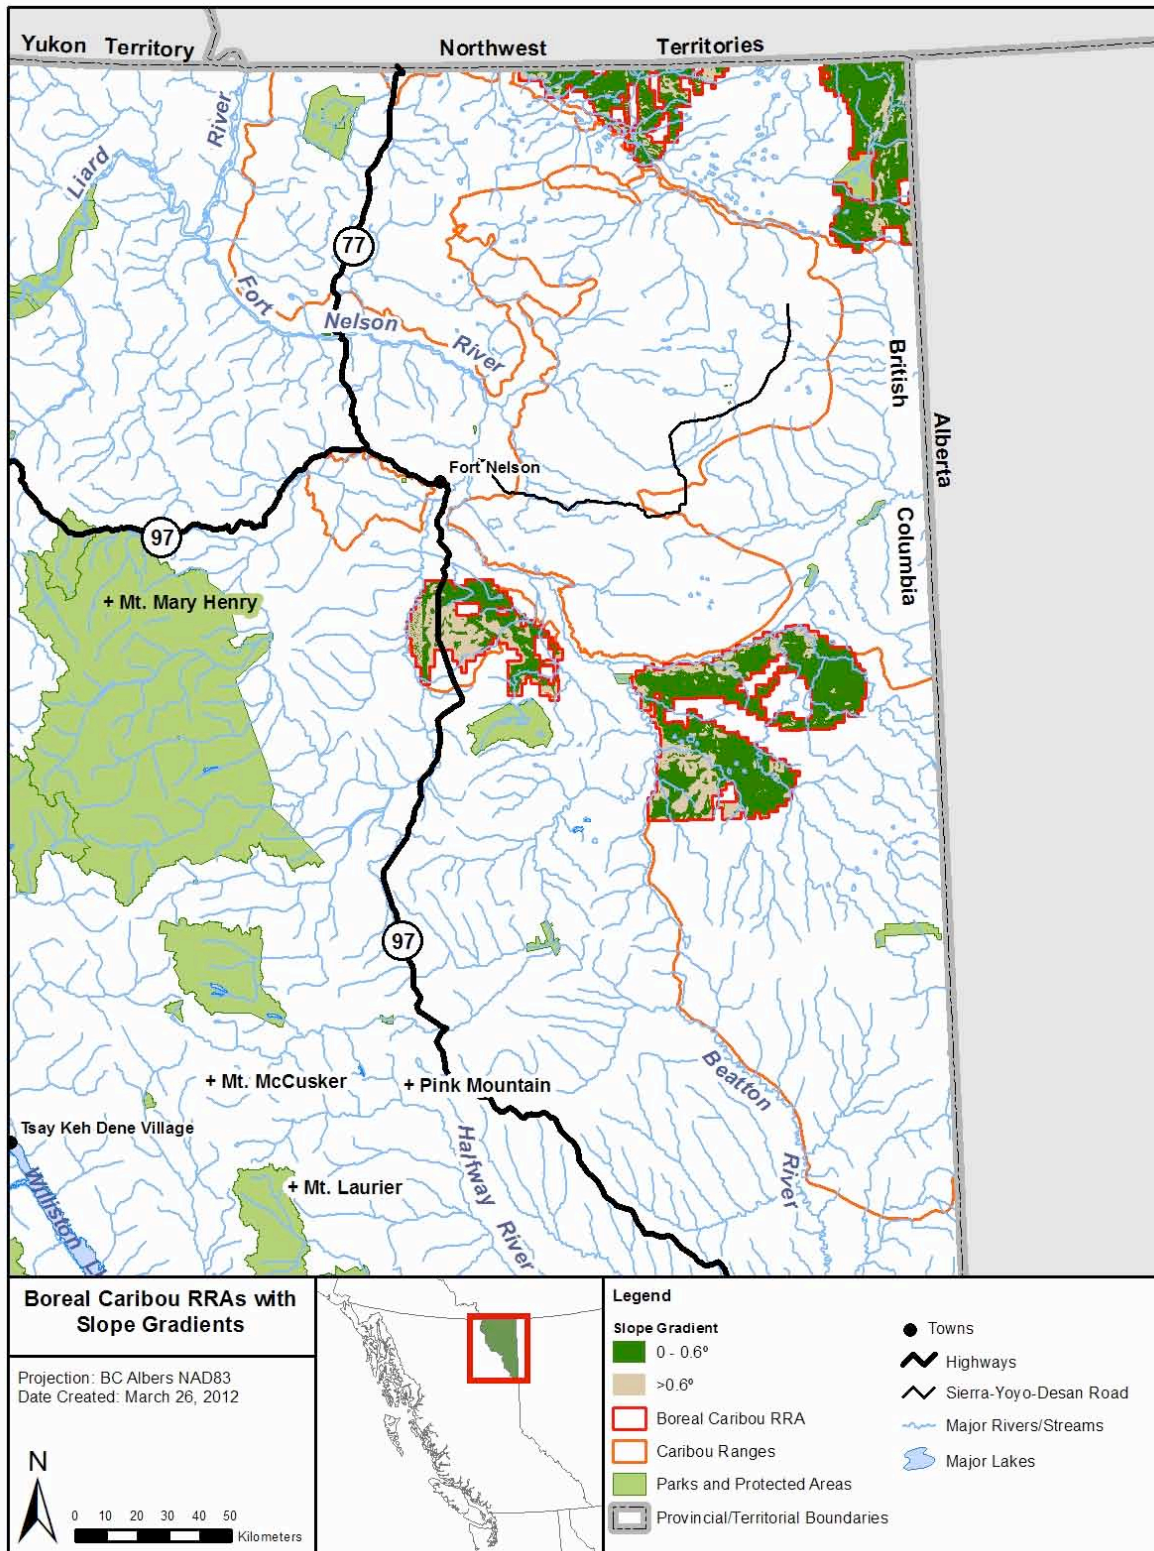 Yukon Territory
Northwest Territories
Liard
River
77
Fort
Nelson
River
British
Columbia
Alberta
Fort Nelson
97
+ Mt. Mary Henry
97
+ Mt. McCusker
+ Pink Mountain
Beatton
River
Tsay Keh Dene Village
Halfway
River
+ Mt. Laurier
Williston
Boreal Caribou RRAs with
Slope Gradients
Projection: BC Albers NAD83
Date Created: March 26, 2012
N
0 10 20 30 40 50
Kilometers
Legend
Slope Gradient
0 - 0.6º
>0.6º
Boreal Caribou RRA
Caribou Ranges
Parks and Protected Areas
Provincial/Territorial Boundaries
Towns
Highways
Sierra-Yoyo-Desan Road
Major Rivers/Streams
Major Lakes